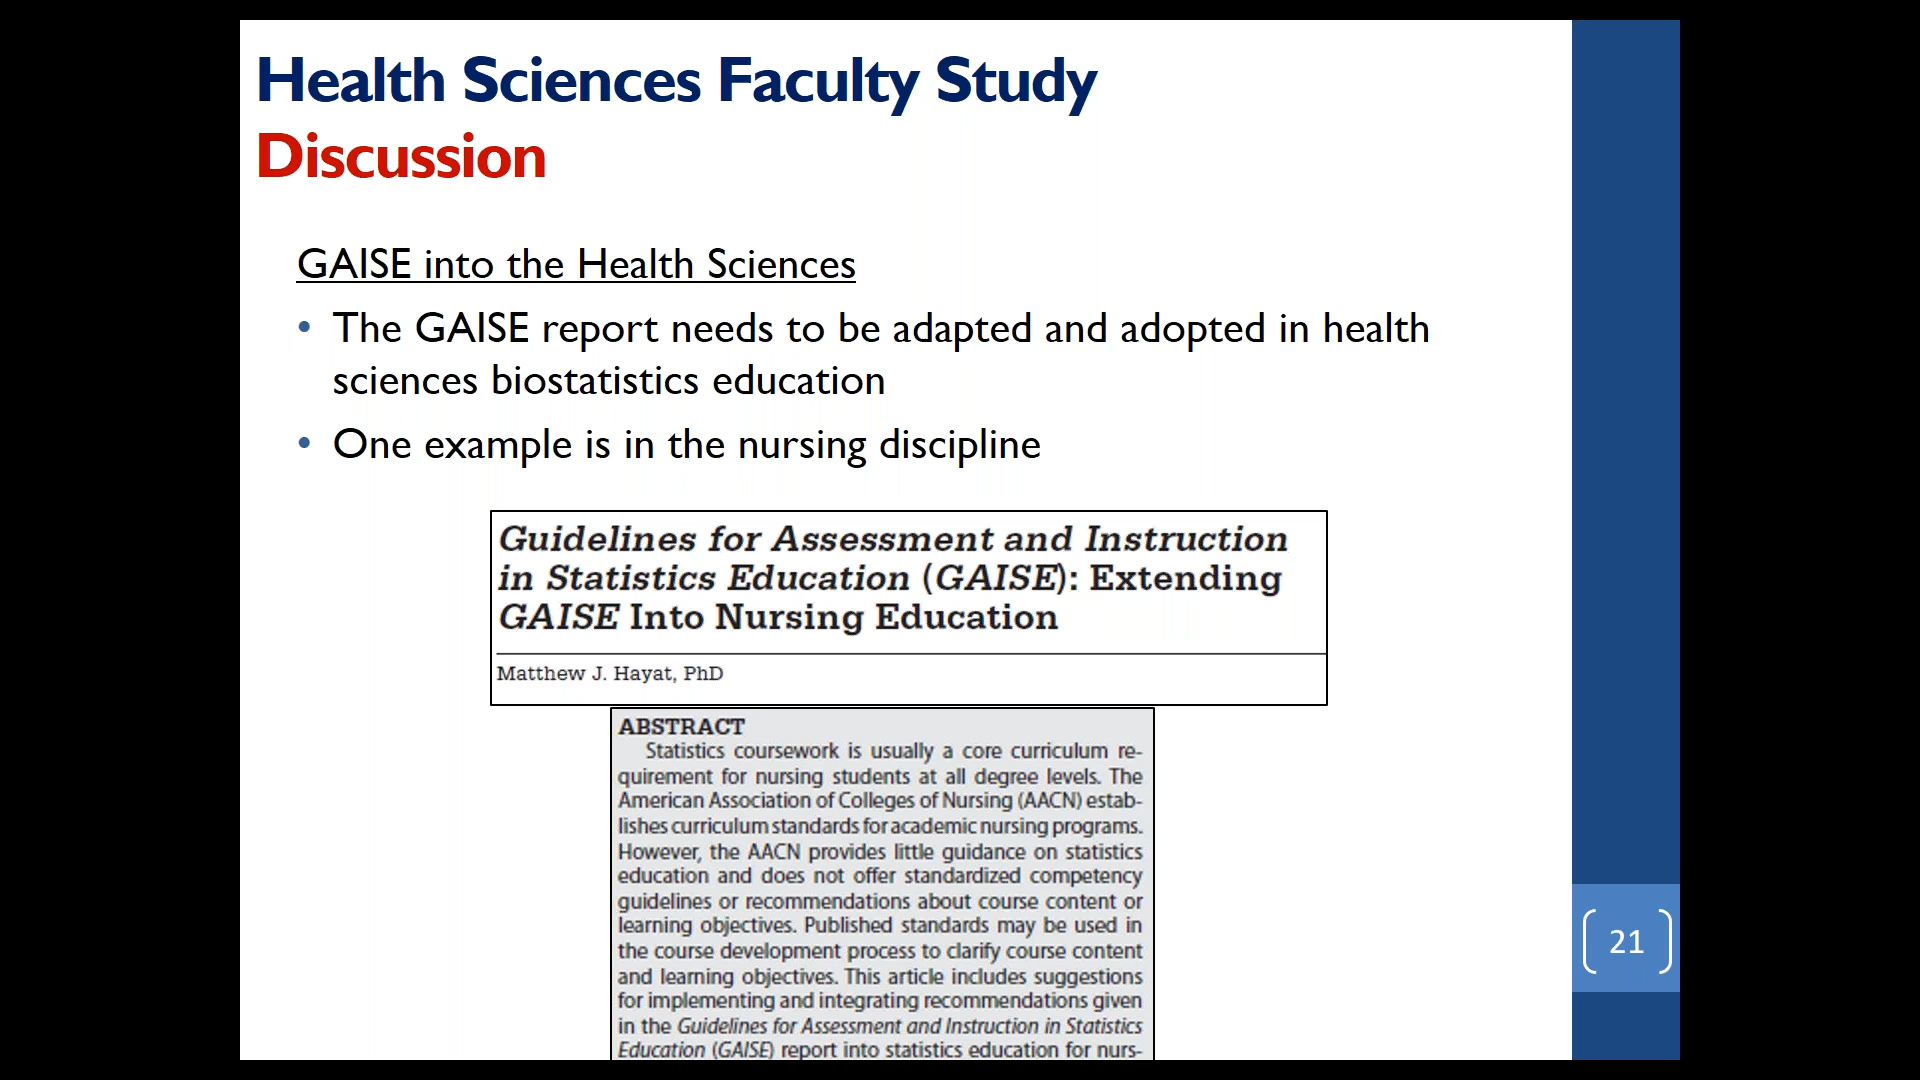 Health Sciences Faculty Study
Discussion
GAISE into the Health Sciences
• The GAISE report needs to be adapted and adopted in health
sciences biostatistics education
• One example is in the nursing discipline
Guidelines for Assessment and Instruction
in Statistics Education (GAISE): Extending
GAISE Into Nursing Education
Matthew J. Hayat, PhD
ABSTRACT
Statistics coursework is usually a core curriculum re-
quirement for nursing students at all degree levels. The
American Association of Colleges of Nursing (AACN) estab-
lishes curriculum standards for academic nursing programs.
However, the AACN provides little guidance on statistics
education and does not offer standardized competency
guidelines or recommendations about course content or
learning objectives. Published standards may be used in
the course development process to clarify course content
and learning objectives. This article includes suggestions
for implementing and integrating recommendations given
in the Guidelines for Assessment and Instruction in Statistics
Education (GAISE) report into statistics education for nurs-
21